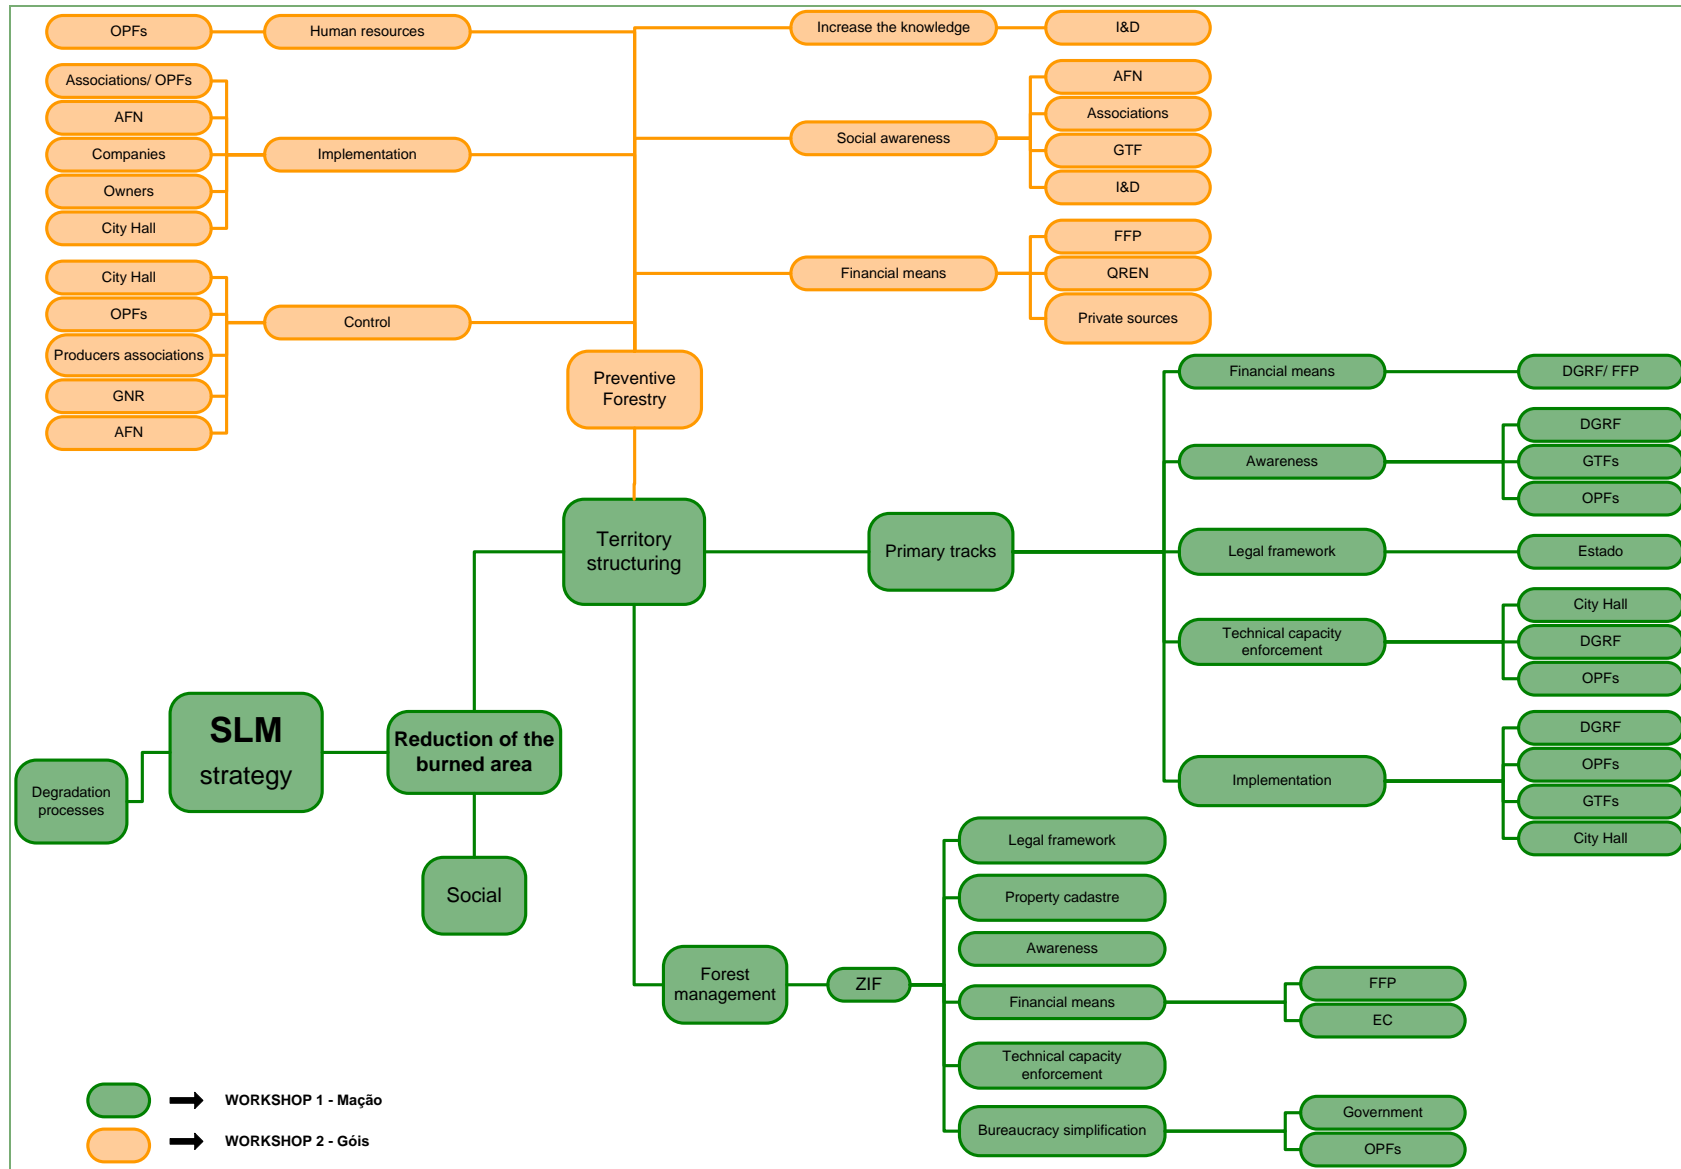 OPFs
Human resources
Associations/ OPFs
AFN
Companies
Owners
City Hall
Implementation
City Hall
OPFs
Producers associations
GNR
AFN
Control
Increase the knowledge
I&D
Social awareness
AFN
Associations
GTF
I&D
Financial means
FFP
QREN
Private sources
Preventive
Forestry
Territory
structuring
Primary tracks
Financial means
DGRF/ FFP
Awareness
DGRF
GTFs
OPFs
Legal framework
Estado
Technical capacity
enforcement
City Hall
DGRF
OPFs
Implementation
DGRF
OPFs
GTFs
City Hall
Degradation
processes
SLM
strategy
Reduction of the
burned area
Social
Forest
management
ZIF
Legal framework
Property cadastre
Awareness
Financial means
FFP
EC
Technical capacity
enforcement
Bureaucracy simplification
Government
OPFs
WORKSHOP 1 - Mação
WORKSHOP 2 - Góis